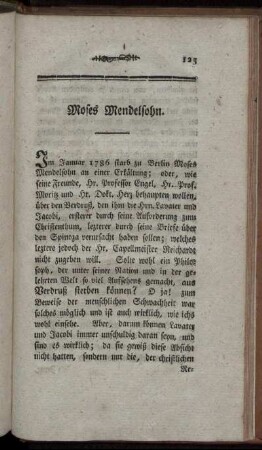 123
Moses Mendelsohn.
Im Januar 1786 starb zu Berlin Moses
Mendelsohn an einer Erkältung; oder, wie
seine Freunde, Hr. Professor Engel, Hr. Prof.
Moritz und Hr. Dokt. Herz behaupten wollen,
über den Verdruß, den ihm die Hrn. Lavater und
Jacobi, ersterer durch seine Aufforderung zum
Christenthum, lezterer durch seine Briefe über
den Spinoza verursacht haben sollen; welches
leztere jedoch der Hr. Capellmeister Reichard
nicht zugeben will. Solte wohl ein Philo⸗
soph, der unter seiner Nation und in der ge⸗
lehrten Welt so viel Aufsehens gemacht, aus
Verdruß sterben können? O ja! zum
Beweise der menschlichen Schwachheit war
solches möglich und ist auch wirklich, wie ichs
wohl einsehe. Aber, darum können Lavater
und Jacobi immer unschuldig daran seyn, und
sind es wirklich; da sie gewiß diese Absicht
nicht hatten, sondern nur die, der christlichen
Re⸗